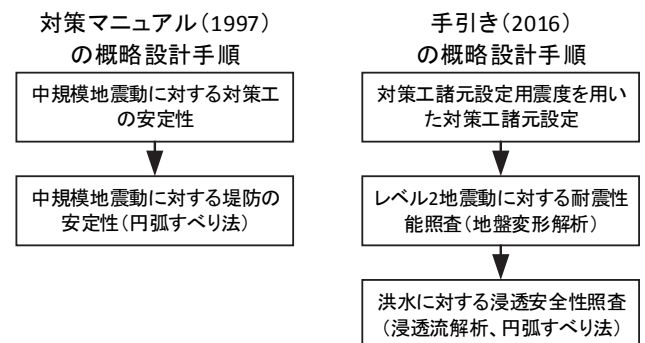 対策マニュアル(1997)
の概略設計手順
中規模地震動に対する対策工
の安定性
中規模地震動に対する堤防の
安定性(円弧すべり法)
手引き(2016)
の概略設計手順
対策工諸元設定用震度を用い
た対策工諸元設定
レベル2地震動に対する耐震性
能照査(地盤変形解析)
洪水に対する浸透安全性照査
(浸透流解析、円弧すべり法)